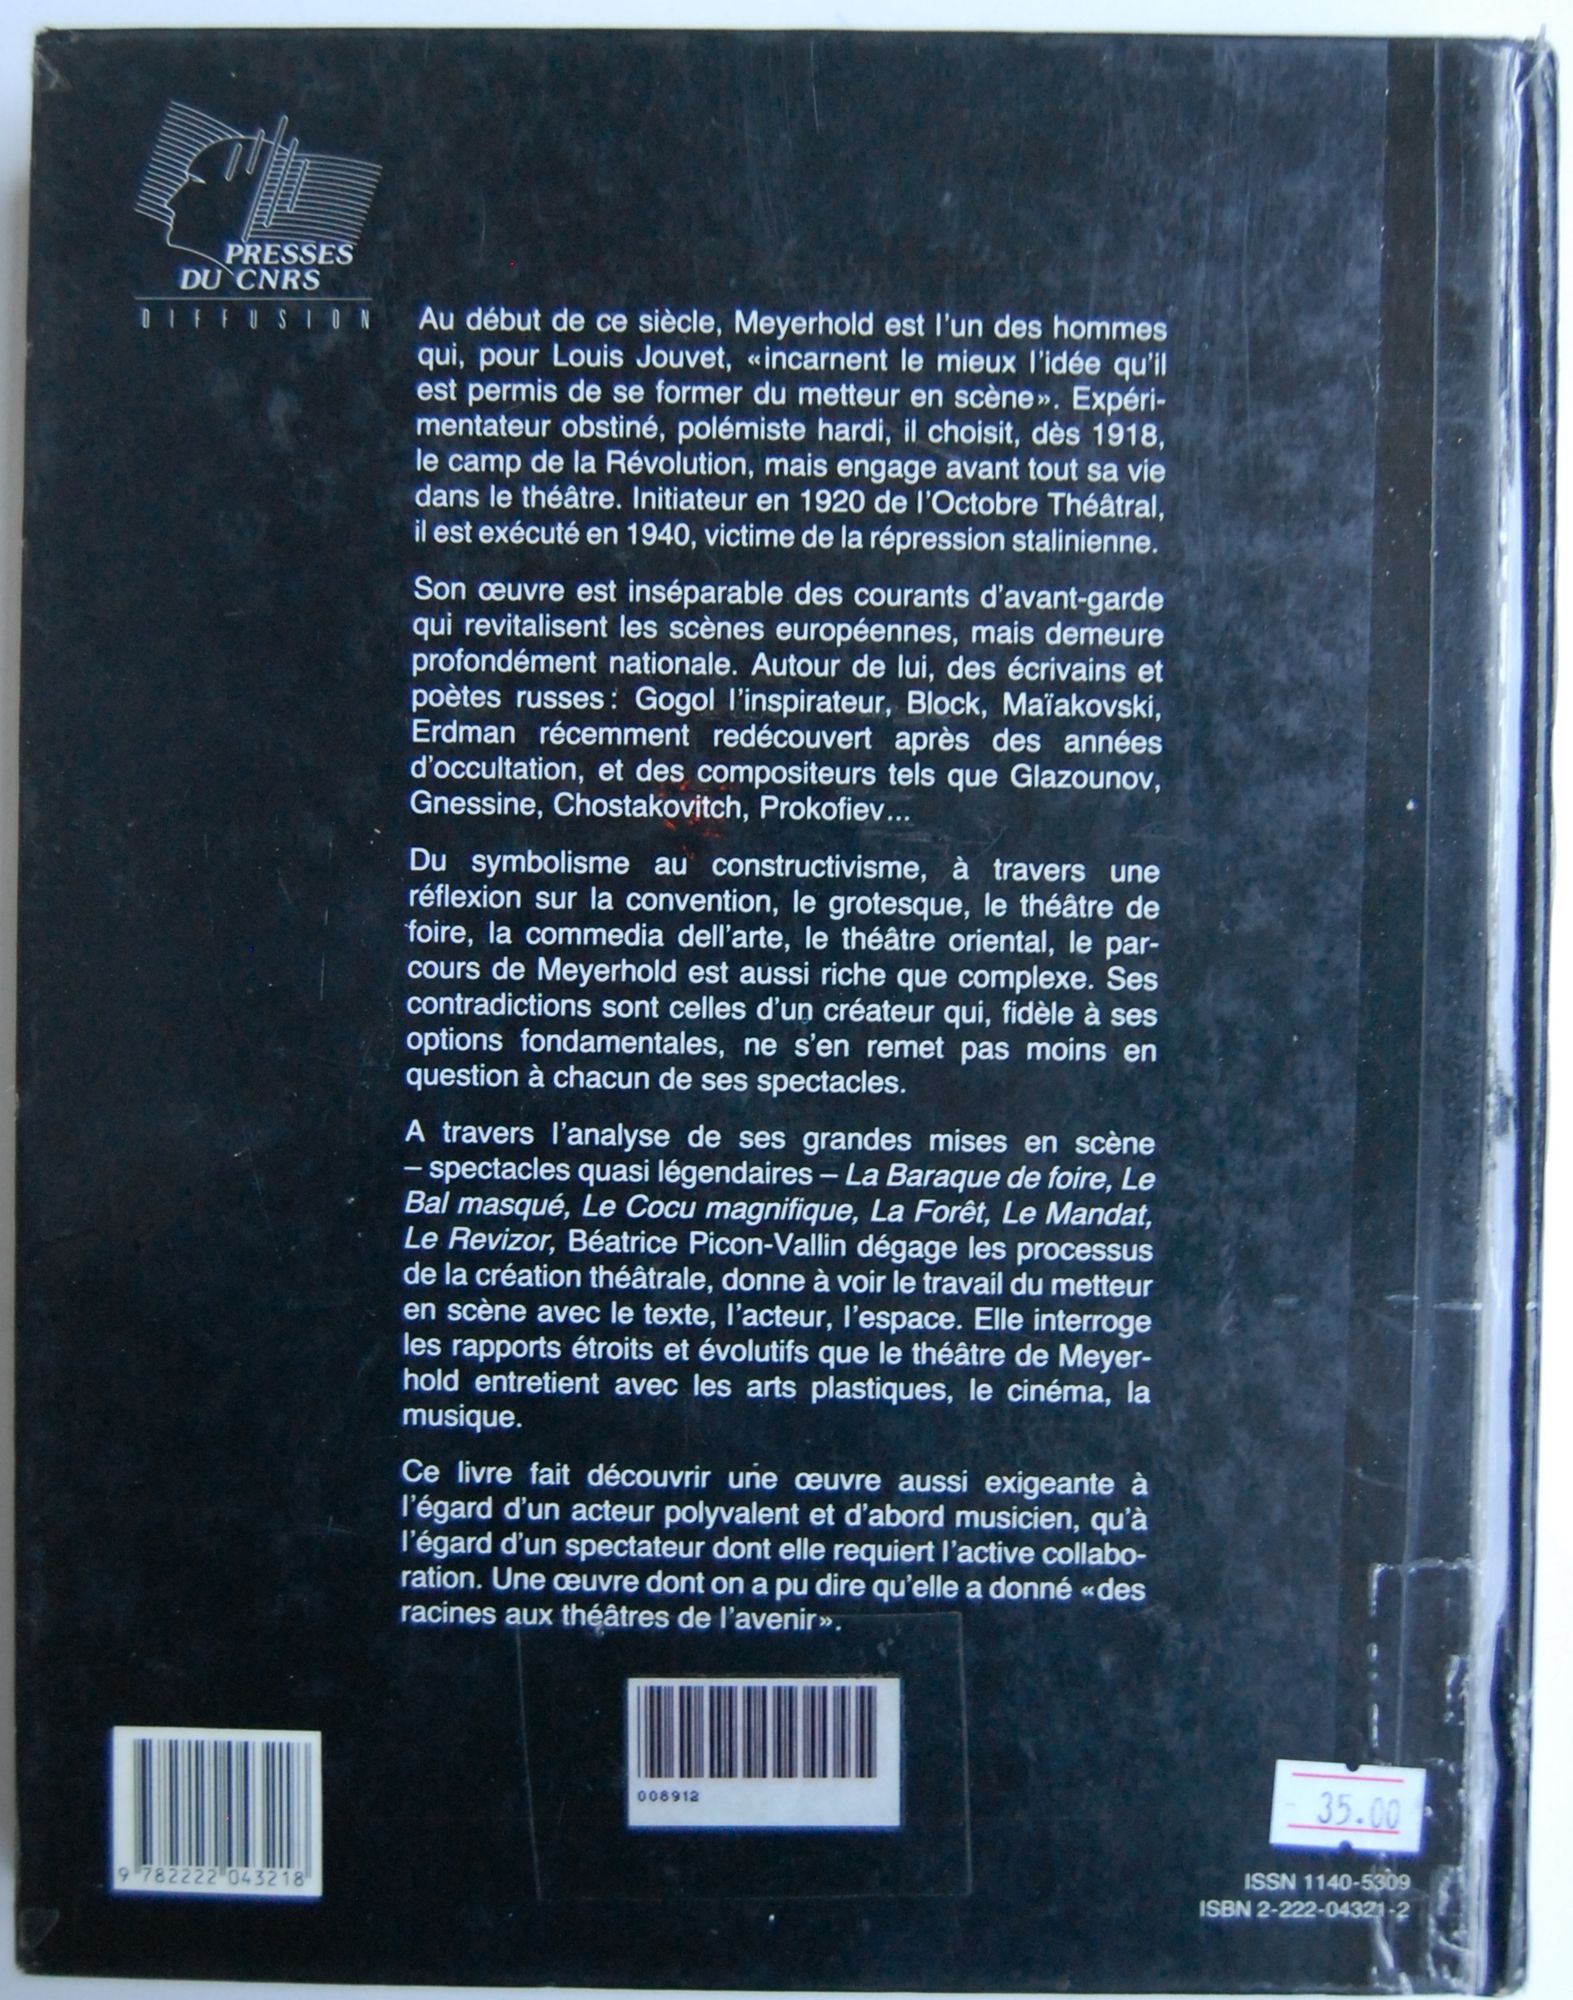 PRESSES
DU CNRS
DIFFUSION
Au début de ce siècle, Meyerhold est l'un des hommes
qui, pour Louis Jouvet, «incarnent le mieux l'idée qu'il
est permis de se former du metteur en scène». Expéri-
mentateur obstiné, polémiste hardi, il choisit, dès 1918,
le camp de la Révolution, mais engage avant tout sa vie
dans le théâtre. Initiateur en 1920 de l'Octobre Théâtral,
il est exécuté en 1940, victime de la répression stalinienne.
Son œuvre est inséparable des courants d'avant-garde
qui revitalisent les scènes européennes, mais demeure
profondément nationale. Autour de lui, des écrivains et
poètes russes : Gogol l'inspirateur, Block, Maïakovski,
Erdman récemment redécouvert après des années
d'occultation, et des compositeurs tels que Glazounov,
Gnessine, Chostakovitch, Prokofiev...
Du symbolisme au constructivisme, à travers une
réflexion sur la convention, le grotesque, le théâtre de
foire, la commedia dell'arte, le théâtre oriental, le par-
cours de Meyerhold est aussi riche que complexe. Ses
contradictions sont celles d'un créateur qui, fidèle à ses
options fondamentales, ne s'en remet pas moins en
question à chacun de ses spectacles.
A travers l'analyse de ses grandes mises en scène
– spectacles quasi légendaires – La Baraque de foire, Le
Bal masqué, Le Cocu magnifique, La Forêt, Le Mandat,
Le Revizor, Béatrice Picon-Vallin dégage les processus
de la création théâtrale, donne à voir le travail du metteur
en scène avec le texte, l'acteur, l'espace. Elle interroge
les rapports étroits et évolutifs que le théâtre de Meyer-
hold entretient avec les arts plastiques, le cinéma, la
musique.
Ce livre fait découvrir une œuvre aussi exigeante à
l'égard d'un acteur polyvalent et d'abord musicien, qu'à
l'égard d'un spectateur dont elle requiert l'active collabo-
ration. Une œuvre dont on a pu dire qu'elle a donné «des
racines aux théâtres de l'avenir».
008912
9 782222 043218
- 35.00
ISSN 1140-5309
ISBN 2-222-04321-2